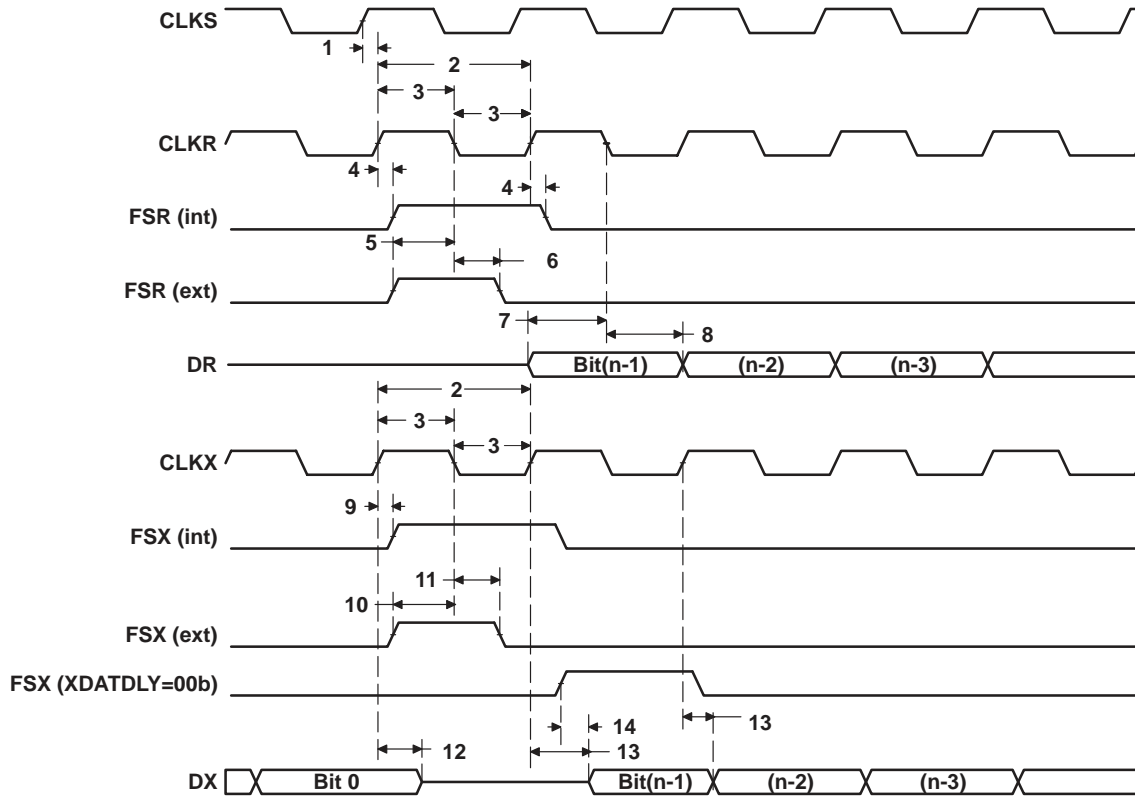 CLKS
1
2
3
3
CLKR
4
4
FSR (int)
5
6
FSR (ext)
7
8
DR Bit(n-1) (n-2) (n-3)
2
3
3
CLKX
9
FSX (int)
11
10
FSX (ext)
FSX (XDATDLY=00b)
14
13
12
13
DX Bit 0 Bit(n-1) (n-2) (n-3)